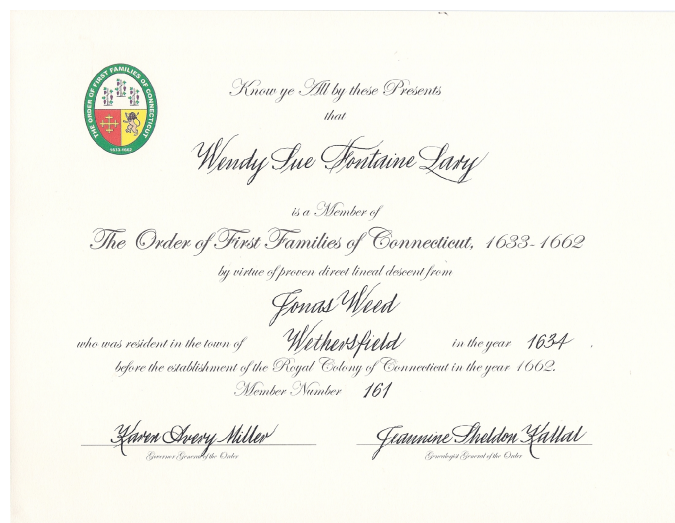 THE ORDER OF FIRST FAMILIES OF CONNECTICUT
1633-1662
Know ye All by these Presents
that
Wendy Sue Fontaine Lary
is a Member of
The Order of First Families of Connecticut, 1633-1662
by virtue of proven direct lineal descent from
Jonas Weed
who was resident in the town of Wethersfield in the year 1634 .
before the establishment of the Royal Colony of Connecticut in the year 1662.
Member Number 161
Karen Avery Miller Jeannine Sheldon Kallal
Governor General of the Order Genealogist General of the Order